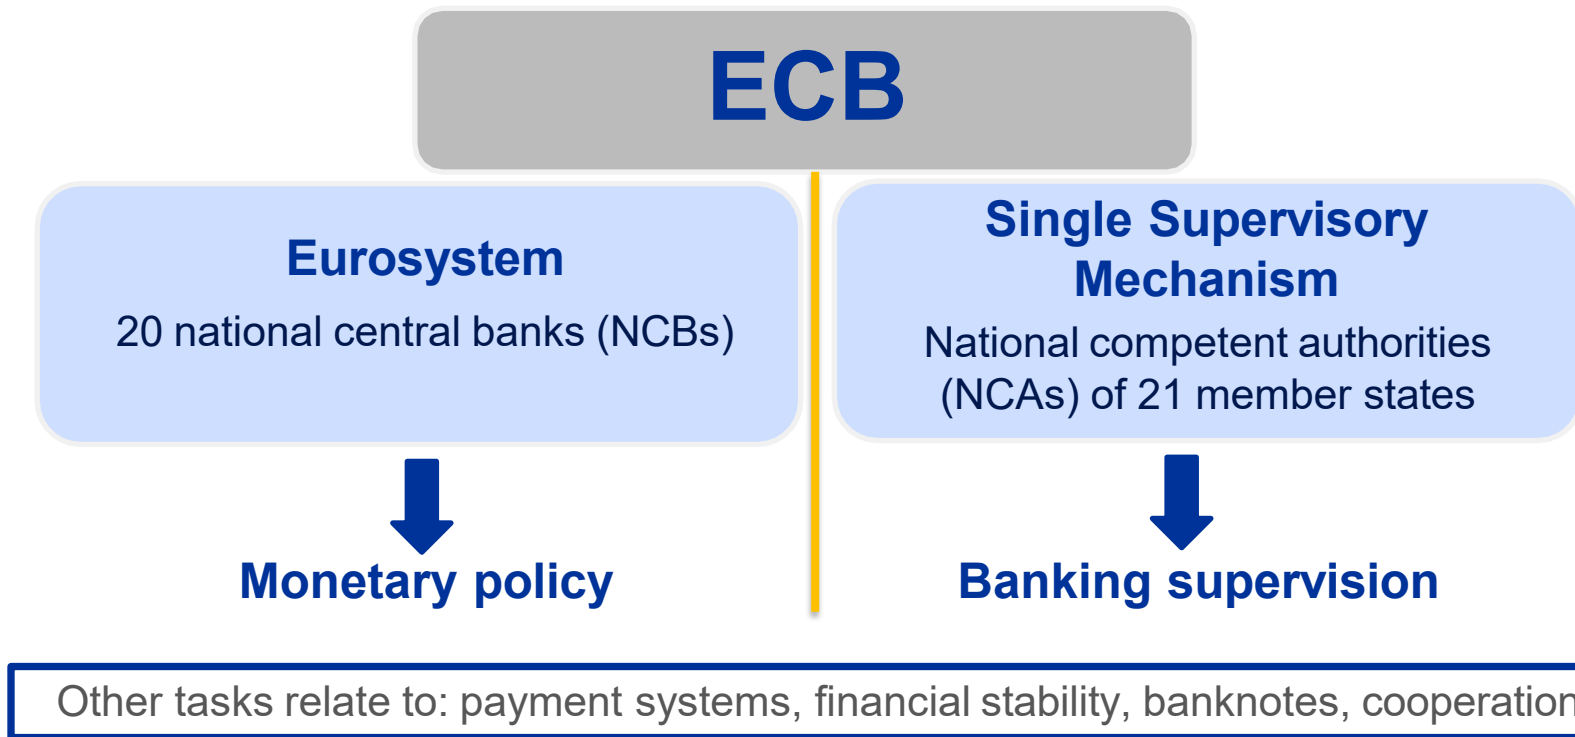 ECB
Eurosystem
20 national central banks (NCBs)
Single Supervisory
Mechanism
National competent authorities
(NCAs) of 21 member states
Monetary policy
Banking supervision
Other tasks relate to: payment systems, financial stability, banknotes, cooperation